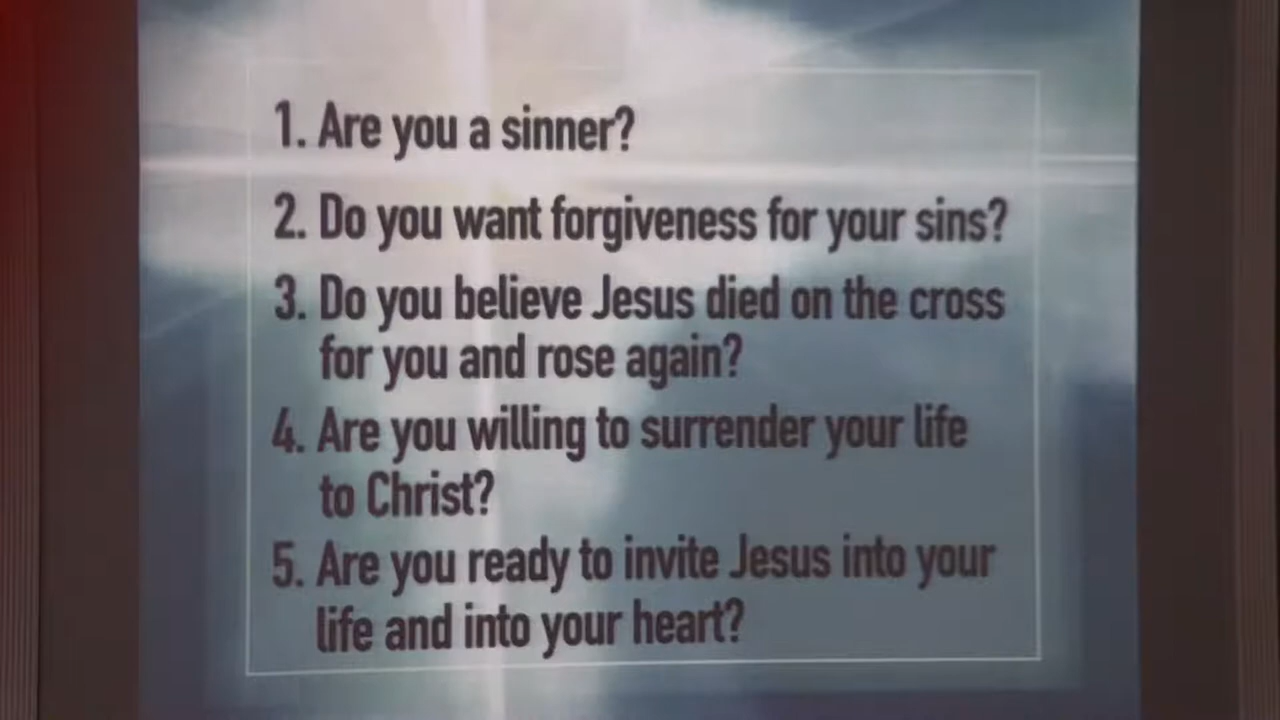 1. Are you a sinner?
2. Do you want forgiveness for your sins?
3. Do you believe Jesus died on the cross
for you and rose again?
4. Are you willing to surrender your life
to Christ?
5. Are you ready to invite Jesus into your
life and into your heart?